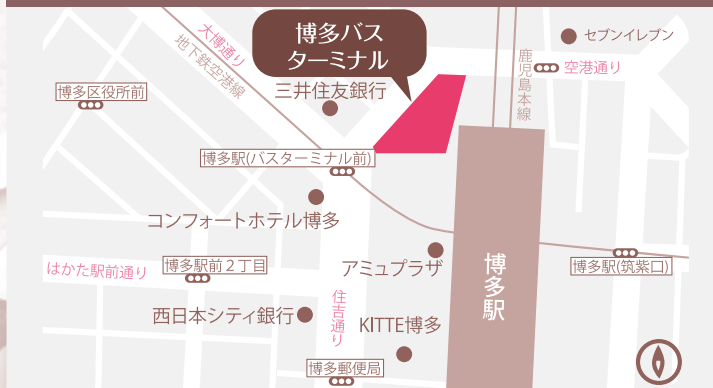 博多バス
ターミナル
セブンイレブン
大博通り
地下鉄空港線
鹿児島本線
空港通り
三井住友銀行
博多区役所前
博多駅(バスターミナル前)
コンフォートホテル博多
はかた駅前通り
博多駅前2丁目
アミュプラザ
博多駅
博多駅(筑紫口)
西日本シティ銀行
住吉通り
KITTE博多
博多郵便局